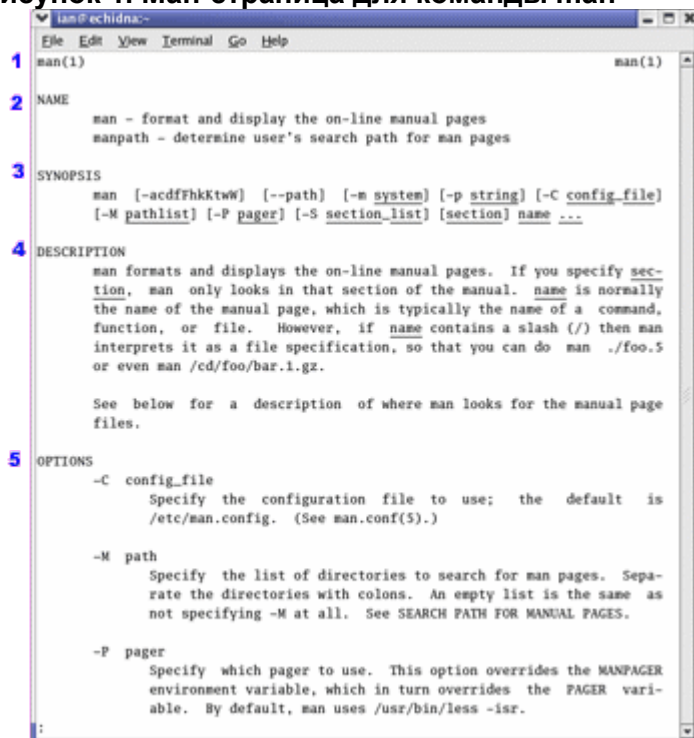 Рисунок 1. Man-страница для команды man
ian@echidna:~
File Edit View Terminal Go Help
1 man(1) man(1)
2 NAME
man - format and display the on-line manual pages
manpath - determine user's search path for man pages
3 SYNOPSIS
man [-acdfFhkKtwW] [--path] [-m system] [-p string] [-C config_file]
[-M pathlist] [-P pager] [-S section_list] [section] name ...
4 DESCRIPTION
man formats and displays the on-line manual pages. If you specify sec-
tion, man only looks in that section of the manual. name is normally
the name of the manual page, which is typically the name of a command,
function, or file. However, if name contains a slash (/) then man
interprets it as a file specification, so that you can do man ./foo.5
or even man /cd/foo/bar.1.gz.
See below for a description of where man looks for the manual page
files.
5 OPTIONS
-C config_file
Specify the configuration file to use; the default is
/etc/man.config. (See man.conf(5).)
-M path
Specify the list of directories to search for man pages. Sepa-
rate the directories with colons. An empty list is the same as
not specifying -M at all. See SEARCH PATH FOR MANUAL PAGES.
-P pager
Specify which pager to use. This option overrides the MANPAGER
environment variable, which in turn overrides the PAGER vari-
able. By default, man uses /usr/bin/less -isr.
: